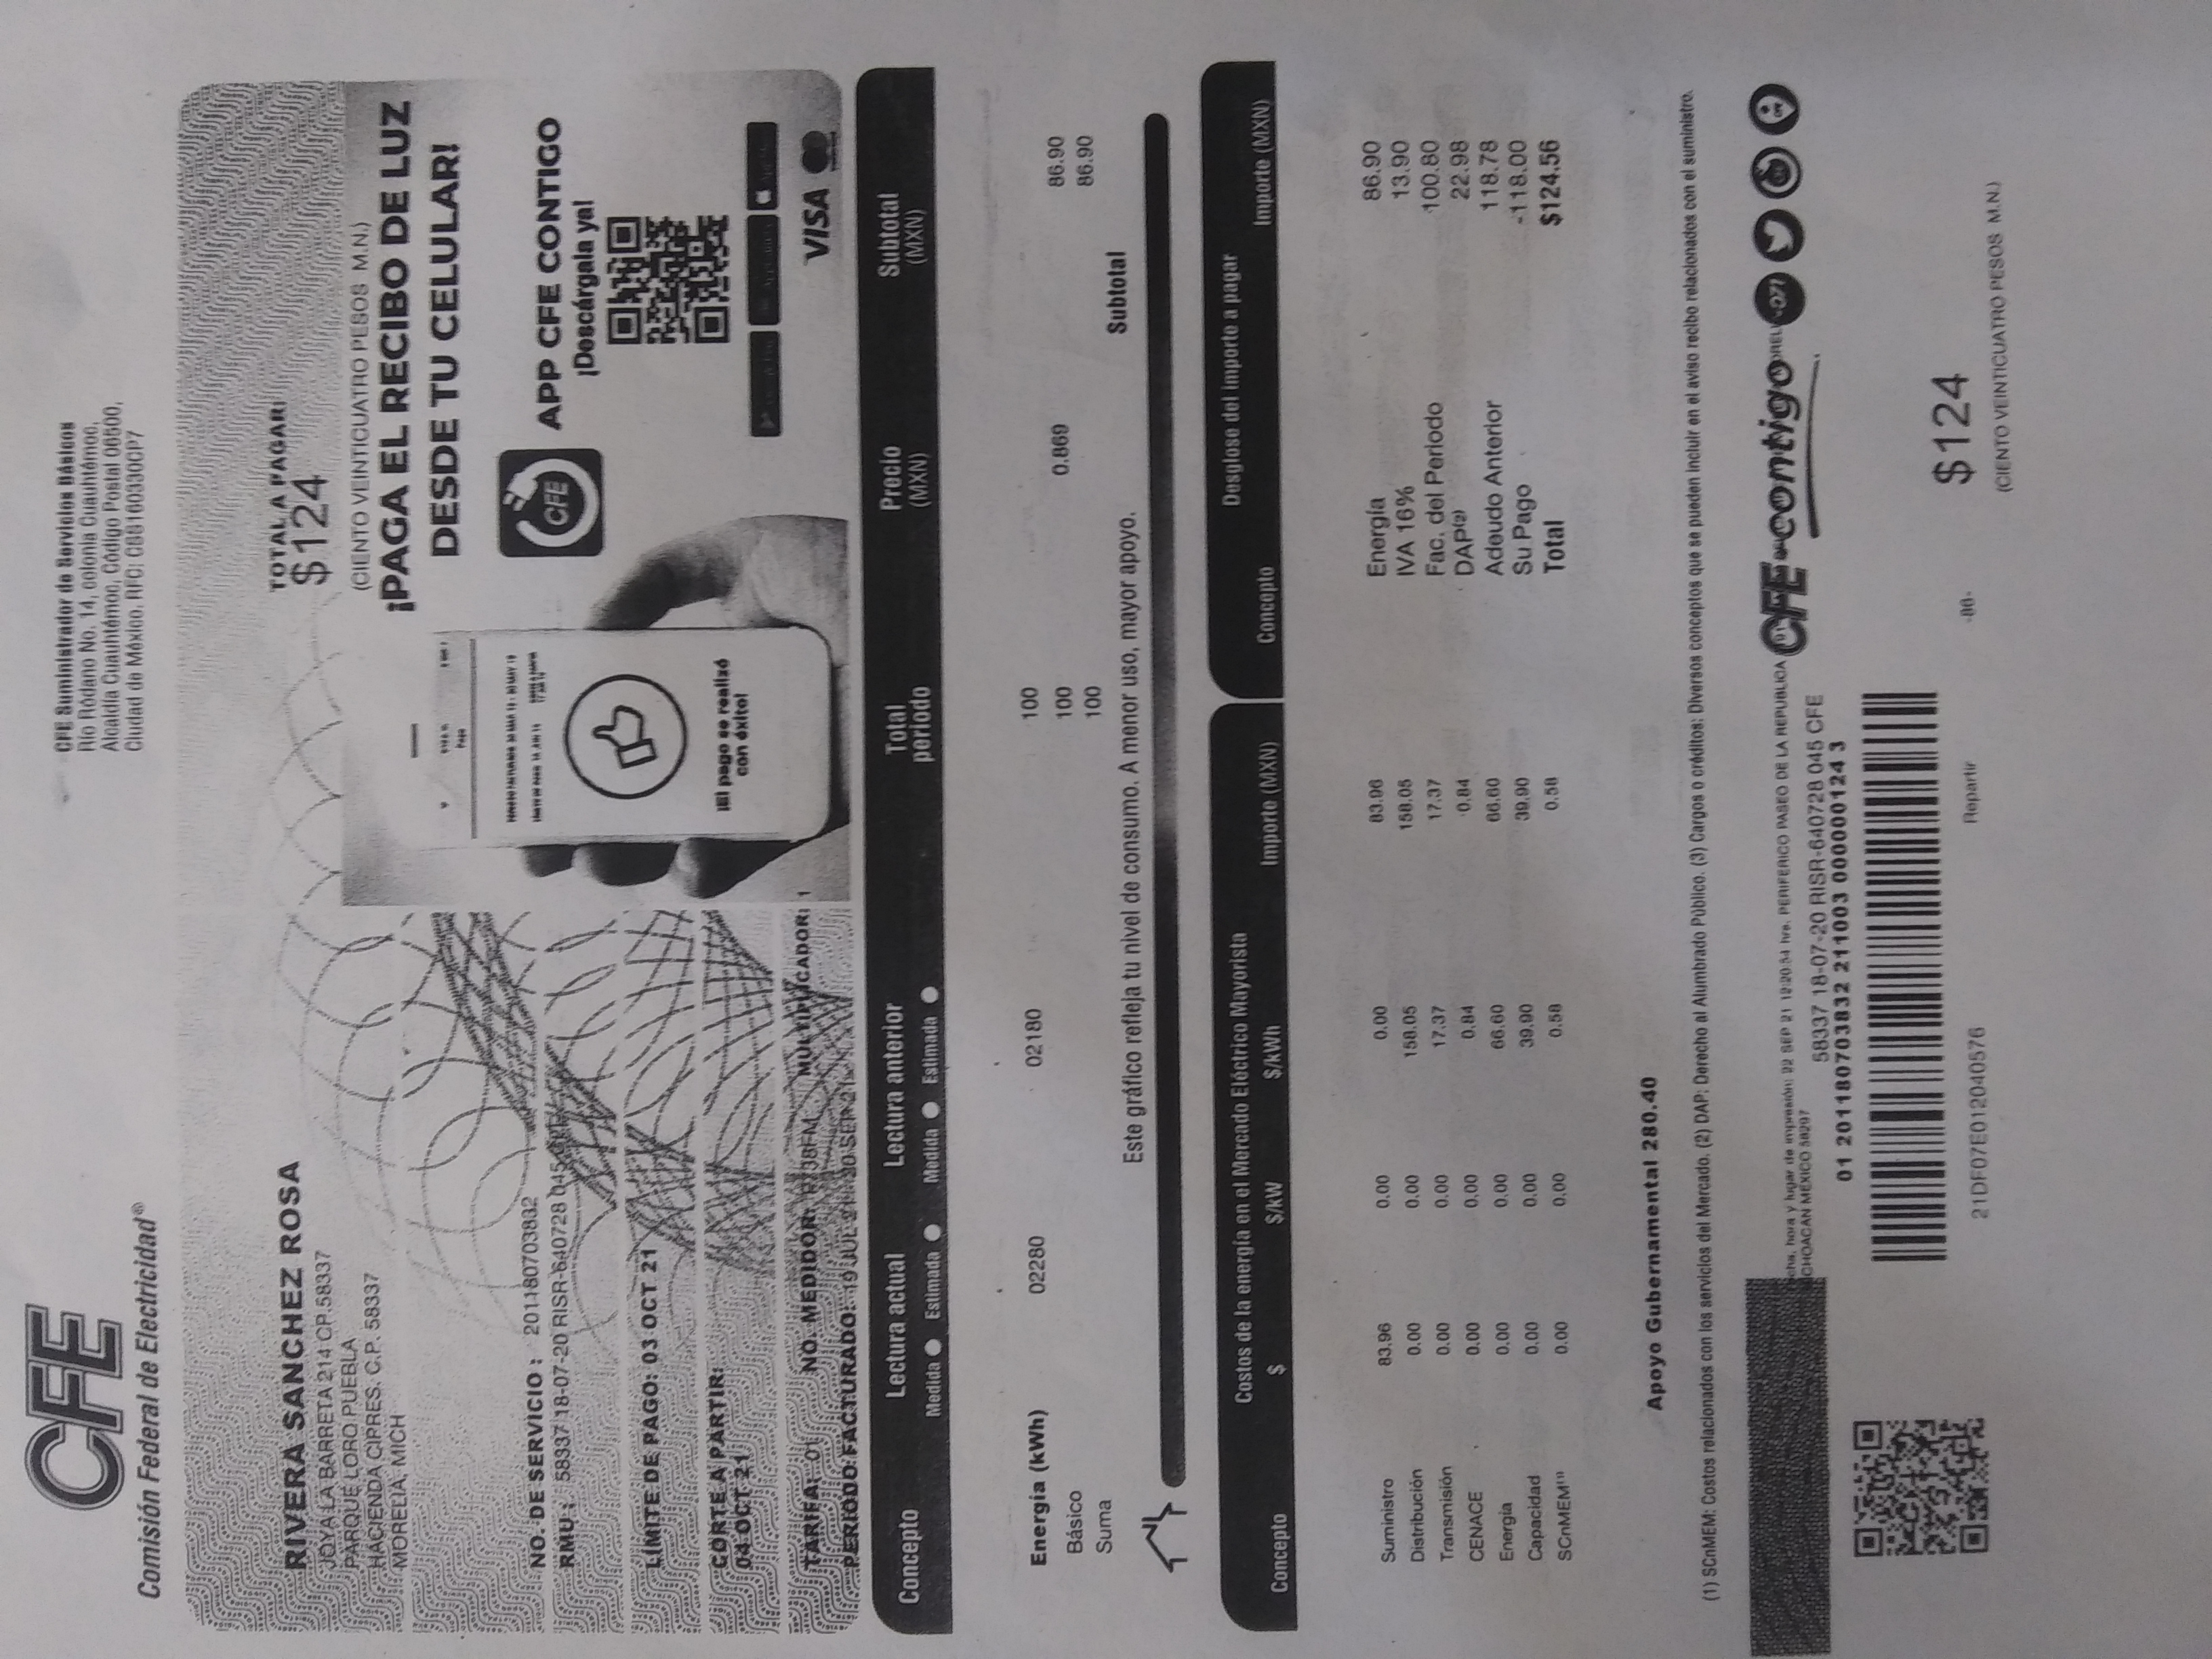 CFE
Comisión Federal de Electricidad®
CFE Suministrador de Servicios Básicos
Río Ródano No. 14, colonia Cuauhtémoc,
Alcaldía Cuauhtémoc, Código Postal 06500,
Ciudad de México. RFC: CSS160330CP7
RIVERA SANCHEZ ROSA
JOYA LA BARRETA 214 CP.58337
PARQUE LORO PUEBLA
HACIENDA CIPRES. C.P. 58337
MORELIA, MICH
TOTAL A PAGAR:
$124
(CIENTO VEINTICUATRO PESOS M.N.)
¡PAGA EL RECIBO DE LUZ
DESDE TU CELULAR!
CFE
APP CFE CONTIGO
¡Descárgala ya!
¡El pago se realizó
con éxito!
VISA
NO. DE SERVICIO : 201180703832
RMU : 58337 18-07-20 RISR-640728 045 CFE
LÍMITE DE PAGO: 03 OCT 21
CORTE A PARTIR:
04 OCT 21
TARIFA: 01 NO. MEDIDOR: MULTIPLICADOR: 1
PERIODO FACTURADO: 19 JUL 21 - 20 SEP 21
Concepto Lectura actual Lectura anterior Total periodo Precio (MXN) Subtotal (MXN)
Medida Estimada Medida Estimada
Energía (kWh) 02280 02180 100
Básico 100 0.869 86.90
Suma 100 86.90
Subtotal
Este gráfico refleja tu nivel de consumo. A menor uso, mayor apoyo.
Costos de la energía en el Mercado Eléctrico Mayorista
Concepto $ $/kW $/kWh Importe (MXN)
Suministro 83.96 0.00 0.00 83.96
Distribución 0.00 0.00 158.05 158.05
Transmisión 0.00 0.00 17.37 17.37
CENACE 0.00 0.00 0.84 0.84
Energía 0.00 0.00 66.60 66.60
Capacidad 0.00 0.00 39.90 39.90
SCnMEM(1) 0.00 0.00 0.58 0.58
Desglose del importe a pagar
Concepto Importe (MXN)
Energía 86.90
IVA 16% 13.90
Fac. del Periodo 100.80
DAP(2) 22.98
Adeudo Anterior 118.78
Su Pago -118.00
Total $124.56
Apoyo Gubernamental 280.40
(1) SCnMEM: Costos relacionados con los servicios del Mercado. (2) DAP: Derecho al Alumbrado Público. (3) Cargos o créditos: Diversos conceptos que se pueden incluir en el aviso recibo relacionados con el suministro.
hora y lugar de impresión: 22 SEP 21 12:20:54 hrs. PERIFERICO PASEO DE LA REPUBLICA
CHOACAN MEXICO 58297
CFE contigo 071
58337 18-07-20 RISR-640728 045 CFE
01 201180703832 211003 000000124 3
21DF07E012040576
Repartir
-86-
$124
(CIENTO VEINTICUATRO PESOS M.N.)